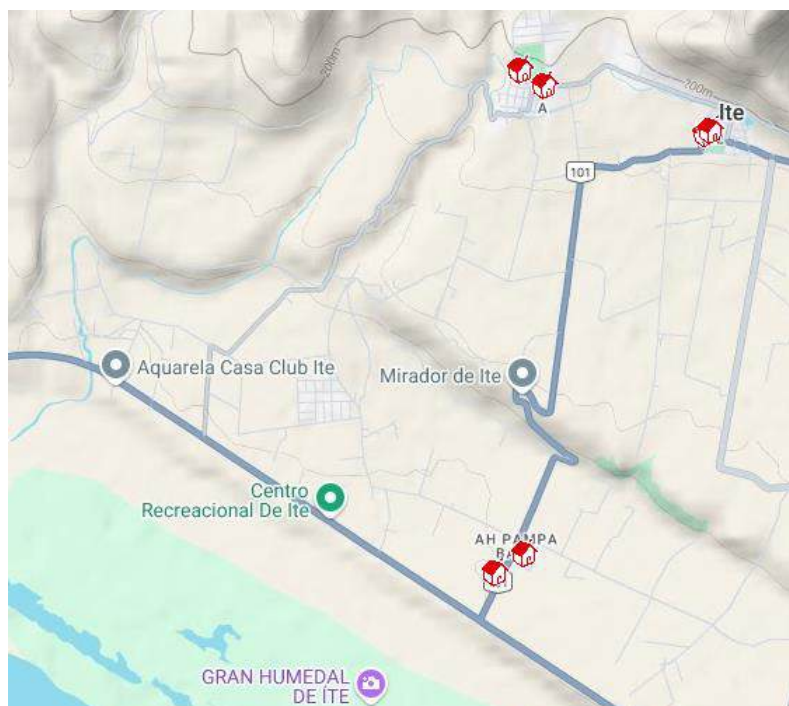 200m
A
200m
Ite
101
Aquarela Casa Club Ite
Mirador de Ite
Centro
Recreacional De Ite
AH PAMPA
GRAN HUMEDAL
DE ÍTE